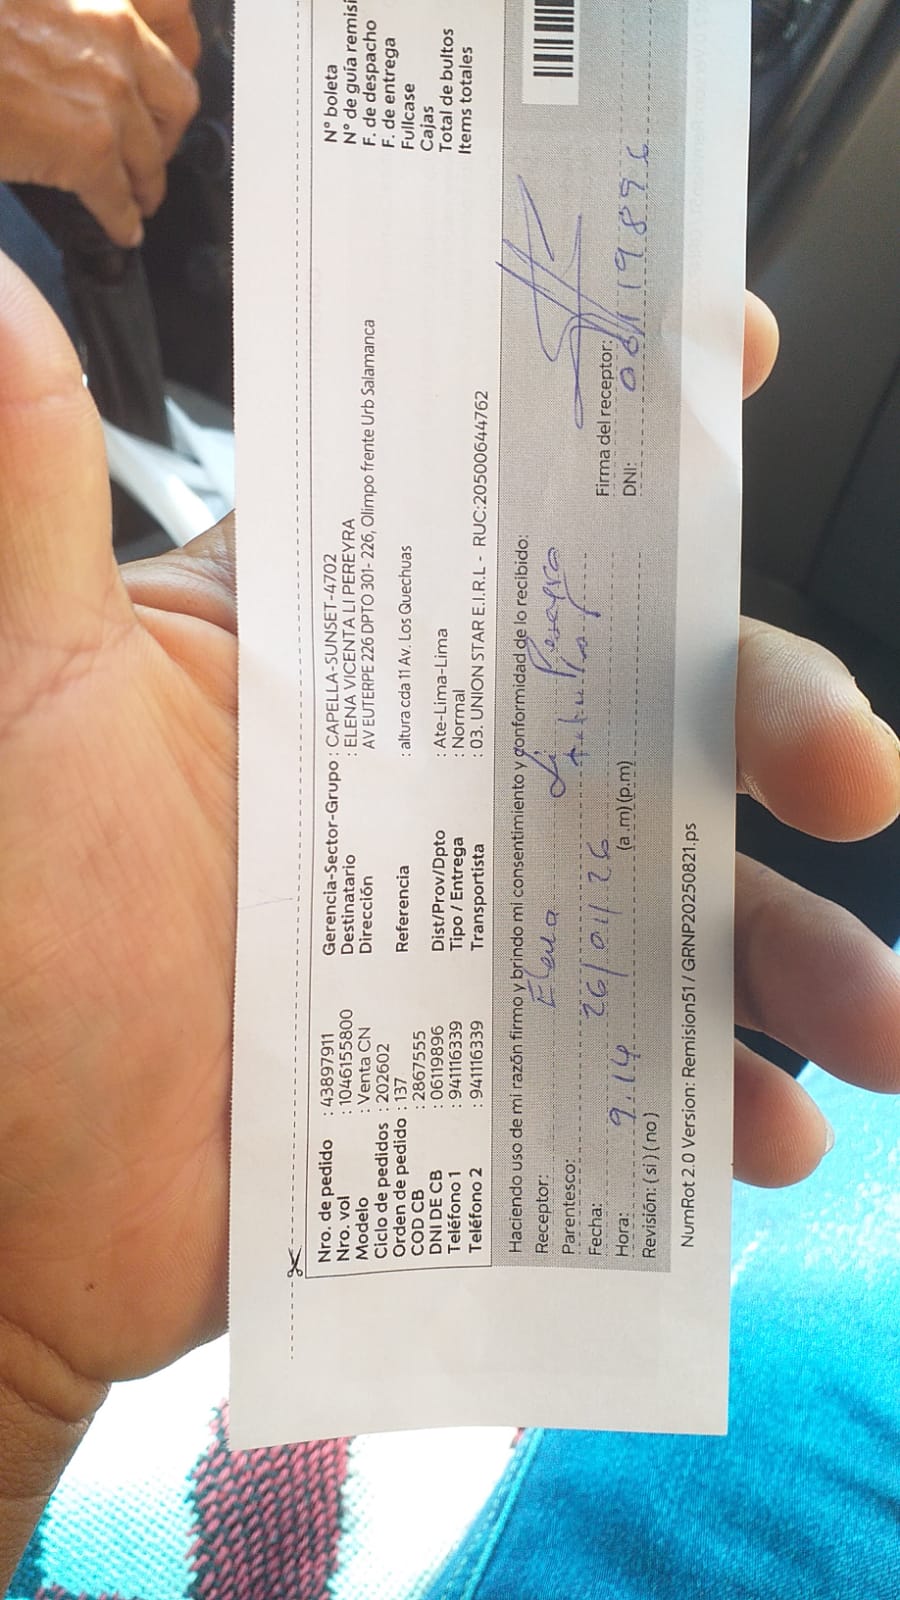 Nro. de pedido : 43897911
Nro. vol : 1046155800
Modelo : Venta CN
Ciclo de pedidos : 202602
Orden de pedido : 137
COD CB : 2867555
DNI DE CB : 06119896
Teléfono 1 : 941116339
Teléfono 2 : 941116339
Gerencia-Sector-Grupo : CAPELLA-SUNSET-4702
Destinatario : ELENA VICENTA LI PEREYRA
Dirección AV EUTERPE 226 DPTO 301- 226, Olimpo frente Urb Salamanca
Referencia : altura cda 11 Av. Los Quechuas
Dist/Prov/Dpto : Ate-Lima-Lima
Tipo / Entrega : Normal
Transportista : 03. UNION STAR E.I.R.L - RUC:20500644762
N° boleta
N° de guía remisi
F. de despacho
F. de entrega
Fullcase
Cajas
Total de bultos
Items totales
Haciendo uso de mi razón firmo y brindo mi consentimiento y conformidad de lo recibido:
Receptor: Elena Li Pereyra
Parentesco:
Fecha: 26/01/26
Hora: 9.14 (a.m) (p.m)
Revisión: (si) (no)
Firma del receptor:
DNI: 06119896
NumRot 2.0 Version: Remision51 / GRNP20250821.ps